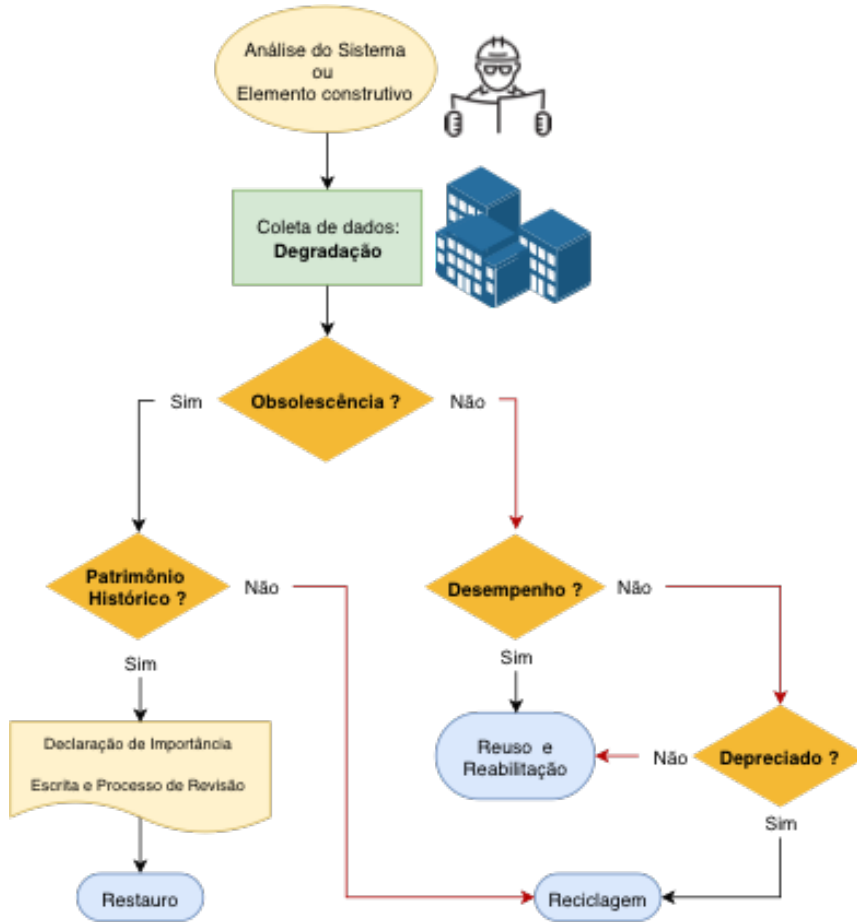 Análise do Sistema
ou
Elemento construtivo
Coleta de dados:
Degradação
Sim
Obsolescência ?
Não
Patrimônio
Histórico ?
Não
Desempenho ?
Não
Sim
Sim
Declaração de Importância
Escrita e Processo de Revisão
Reuso e
Reabilitação
Não
Depreciado ?
Sim
Restauro
Reciclagem